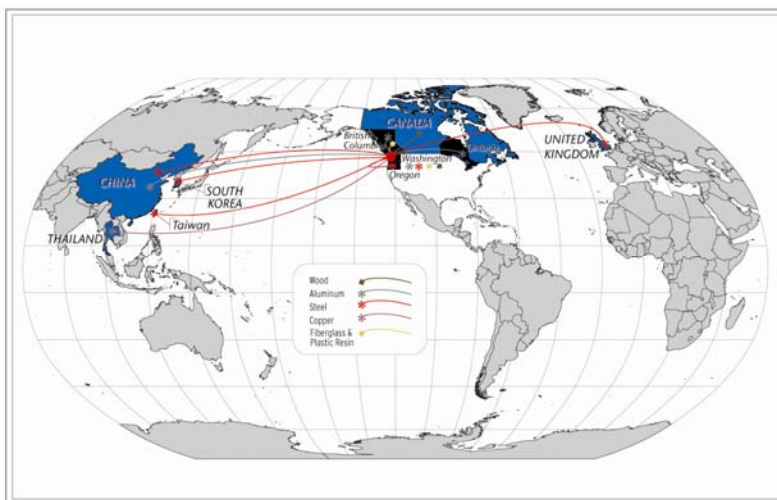 CANADA
British
Columbi
Ontario
Washington
Oregon
UNITED
KINGDOM
CHINA
SOUTH
KOREA
Taiwan
THAILAND
Wood
Aluminum
Steel
Copper
Fiberglass &
Plastic Resin